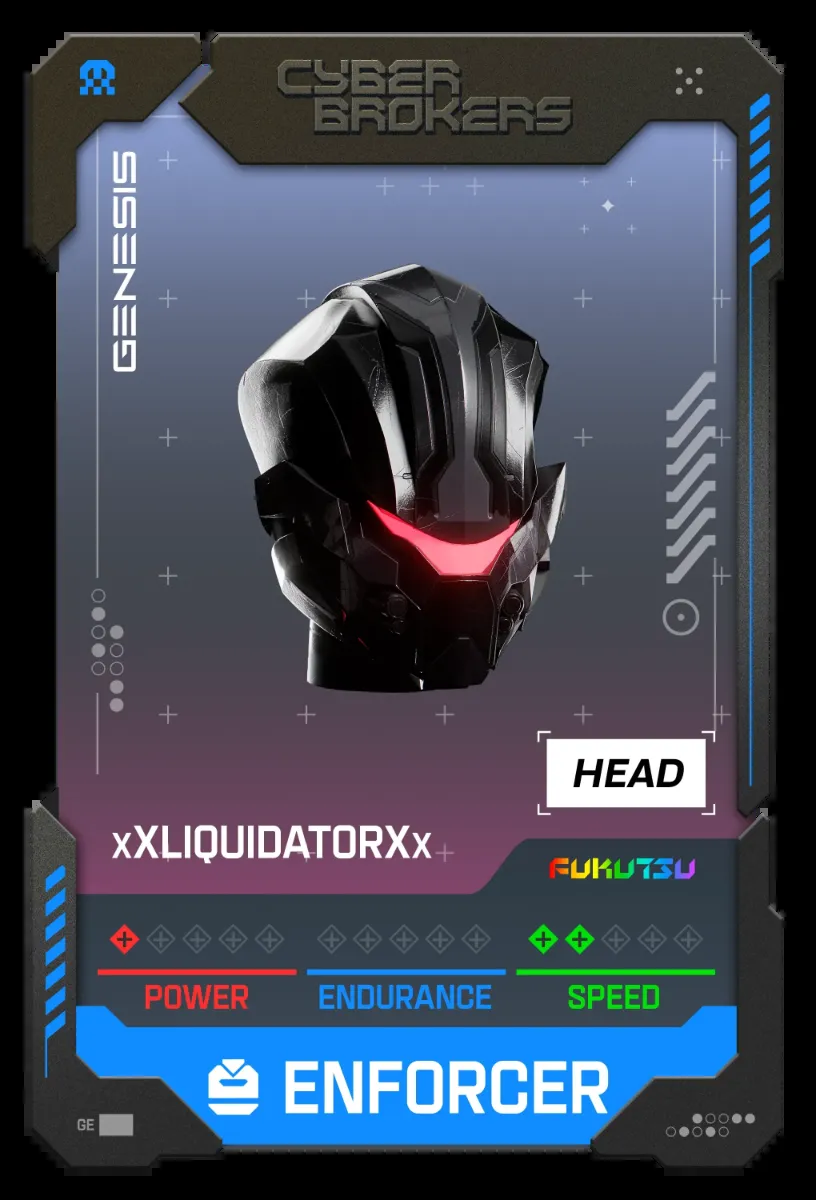 CYBER
BROKERS
GENESIS
HEAD
xXLIQUIDATORXx
FUKUTSU
POWER ENDURANCE SPEED
ENFORCER
GE